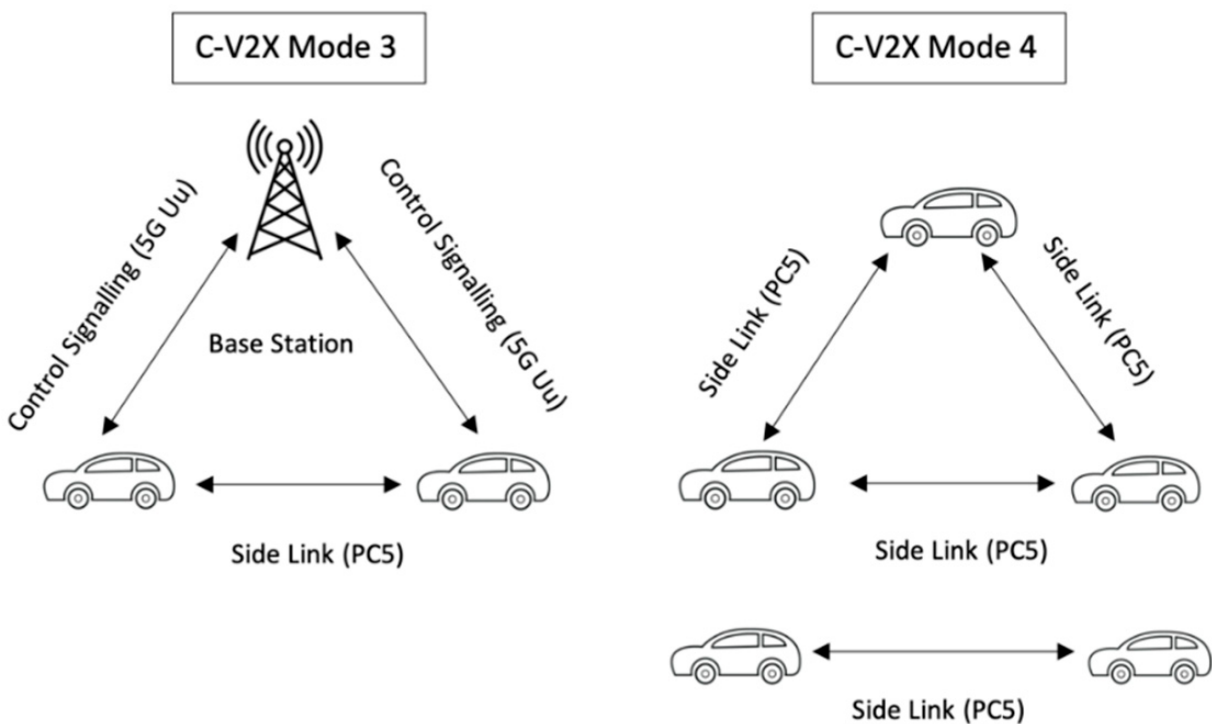 C-V2X Mode 3
C-V2X Mode 4
Control Signalling (5G Uu)
Control Signalling (5G Uu)
Base Station
Side Link (PC5)
Side Link (PC5)
Side Link (PC5)
Side Link (PC5)
Side Link (PC5)